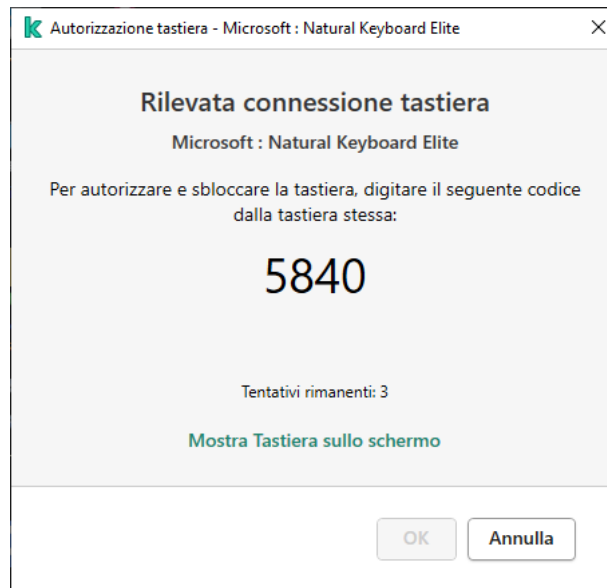 Autorizzazione tastiera - Microsoft : Natural Keyboard Elite
Rilevata connessione tastiera
Microsoft : Natural Keyboard Elite
Per autorizzare e sbloccare la tastiera, digitare il seguente codice
dalla tastiera stessa:
5840
Tentativi rimanenti: 3
Mostra Tastiera sullo schermo
OK
Annulla